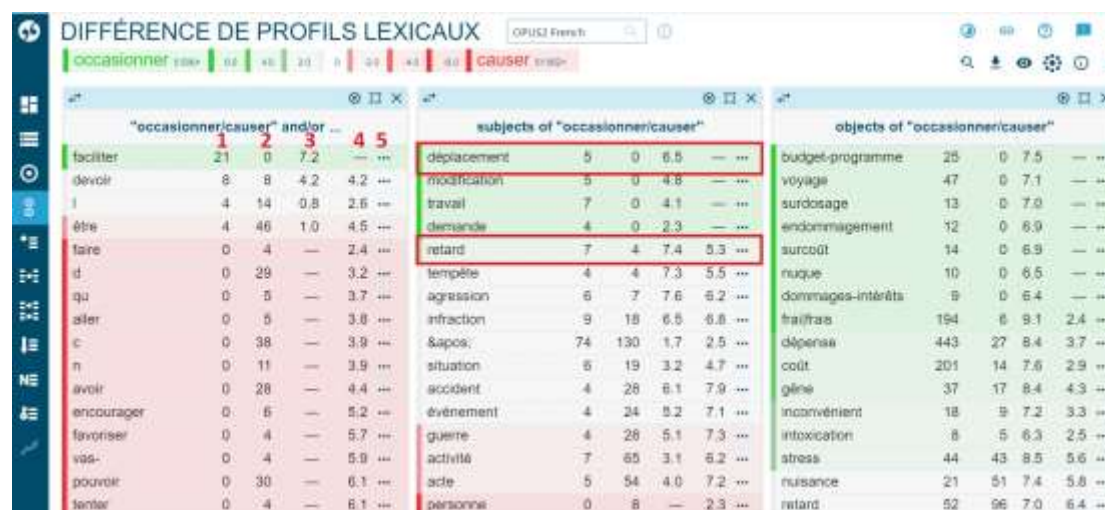 DIFFÉRENCE DE PROFILS LEXICAUX
OPUS2 French
occasionner
causer
"occasionner/causer" and/or ...
1 2 3 4 5
faciliter 21 0 7.2 — ...
devoir 8 8 4.2 4.2 ...
l 4 14 0.8 2.6 ...
être 4 46 1.0 4.5 ...
faire 0 4 — 2.4 ...
d 0 29 — 3.2 ...
qu 0 5 — 3.7 ...
aller 0 5 — 3.8 ...
c 0 38 — 3.9 ...
n 0 11 — 3.9 ...
avoir 0 28 — 4.4 ...
encourager 0 6 — 5.2 ...
favoriser 0 4 — 5.7 ...
vas- 0 4 — 5.9 ...
pouvoir 0 30 — 6.1 ...
tenter 0 4 — 6.1 ...
subjects of "occasionner/causer"
déplacement 5 0 6.5 — ...
modification 5 0 4.8 — ...
travail 7 0 4.1 — ...
demande 4 0 2.3 — ...
retard 7 4 7.4 5.3 ...
tempête 4 4 7.3 5.5 ...
agression 6 7 7.6 6.2 ...
infraction 9 18 6.5 6.8 ...
&apos; 74 130 1.7 2.5 ...
situation 6 19 3.2 4.7 ...
accident 4 28 6.1 7.9 ...
événement 4 24 5.2 7.1 ...
guerre 4 28 5.1 7.3 ...
activité 7 65 3.1 6.2 ...
acte 5 54 4.0 7.2 ...
personne 0 8 — 2.3 ...
objects of "occasionner/causer"
budget-programme 25 0 7.5 —
voyage 47 0 7.1 —
surdosage 13 0 7.0 —
endommagement 12 0 6.9 —
surcoût 14 0 6.9 —
nuque 10 0 6.5 —
dommages-intérêts 9 0 6.4 —
frai/frais 194 6 9.1 2.4
dépense 443 27 8.4 3.7
coût 201 14 7.6 2.9
gêne 37 17 8.4 4.3
inconvénient 18 9 7.2 3.3
intoxication 8 5 6.3 2.5
stress 44 43 8.5 5.6
nuisance 21 51 7.4 5.8
retard 52 96 7.0 6.4